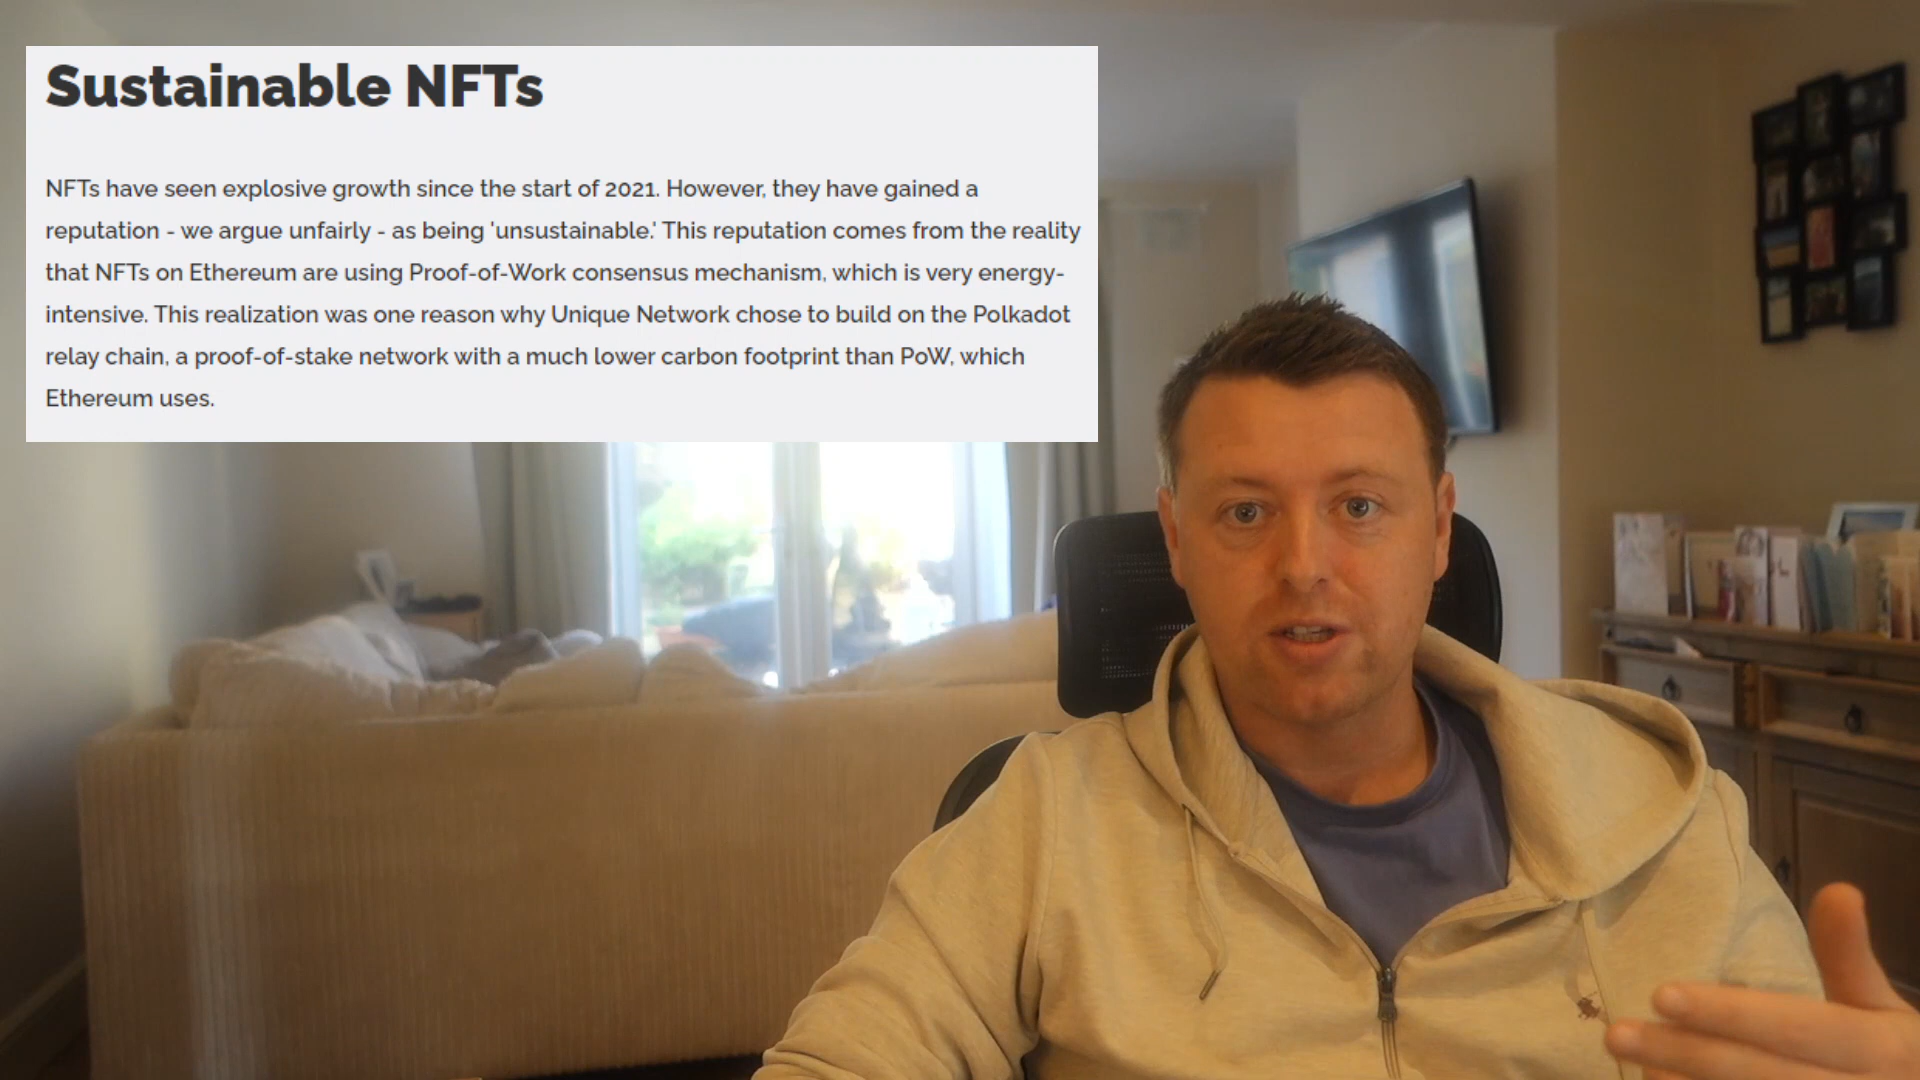 Sustainable NFTs
NFTs have seen explosive growth since the start of 2021. However, they have gained a
reputation - we argue unfairly - as being 'unsustainable.' This reputation comes from the reality
that NFTs on Ethereum are using Proof-of-Work consensus mechanism, which is very energy-
intensive. This realization was one reason why Unique Network chose to build on the Polkadot
relay chain, a proof-of-stake network with a much lower carbon footprint than PoW, which
Ethereum uses.